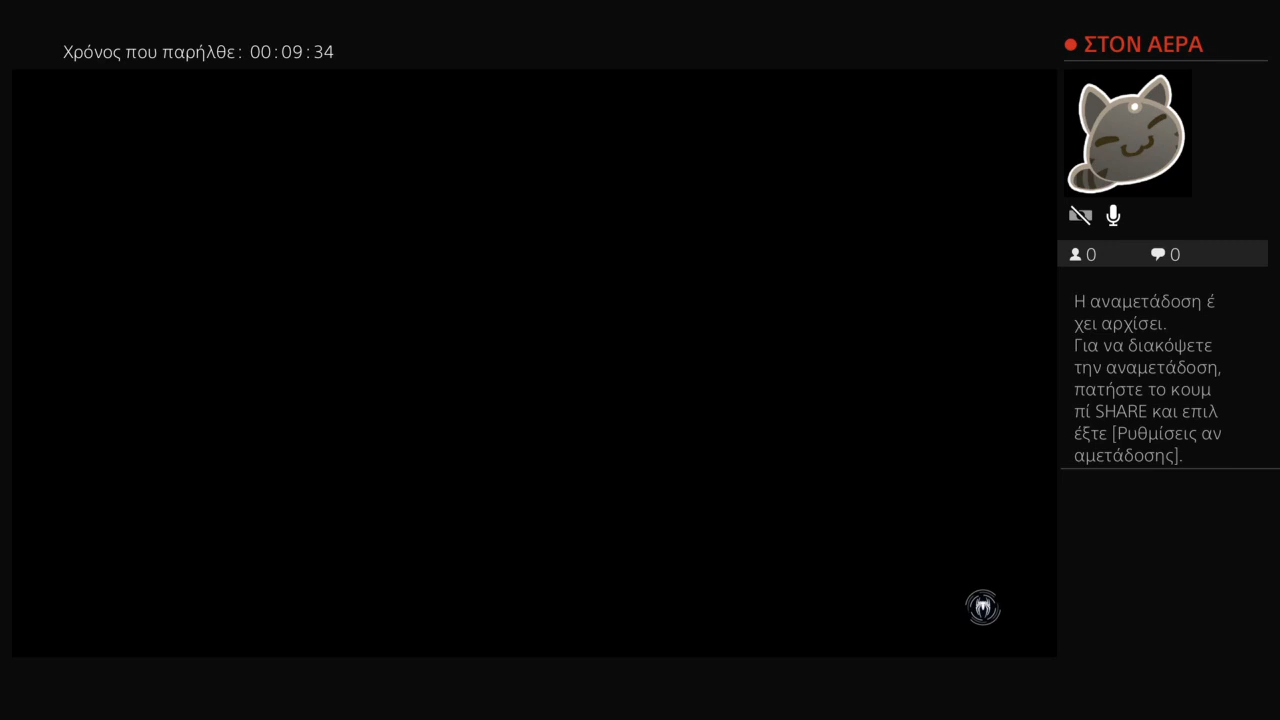 Χρόνος που παρήλθε: 00:09:34
ΣΤΟΝ ΑΕΡΑ
0
0
Η αναμετάδοση έ
χει αρχίσει.
Για να διακόψετε
την αναμετάδοση,
πατήστε το κουμ
πί SHARE και επιλ
έξτε [Ρυθμίσεις αν
αμετάδοσης].